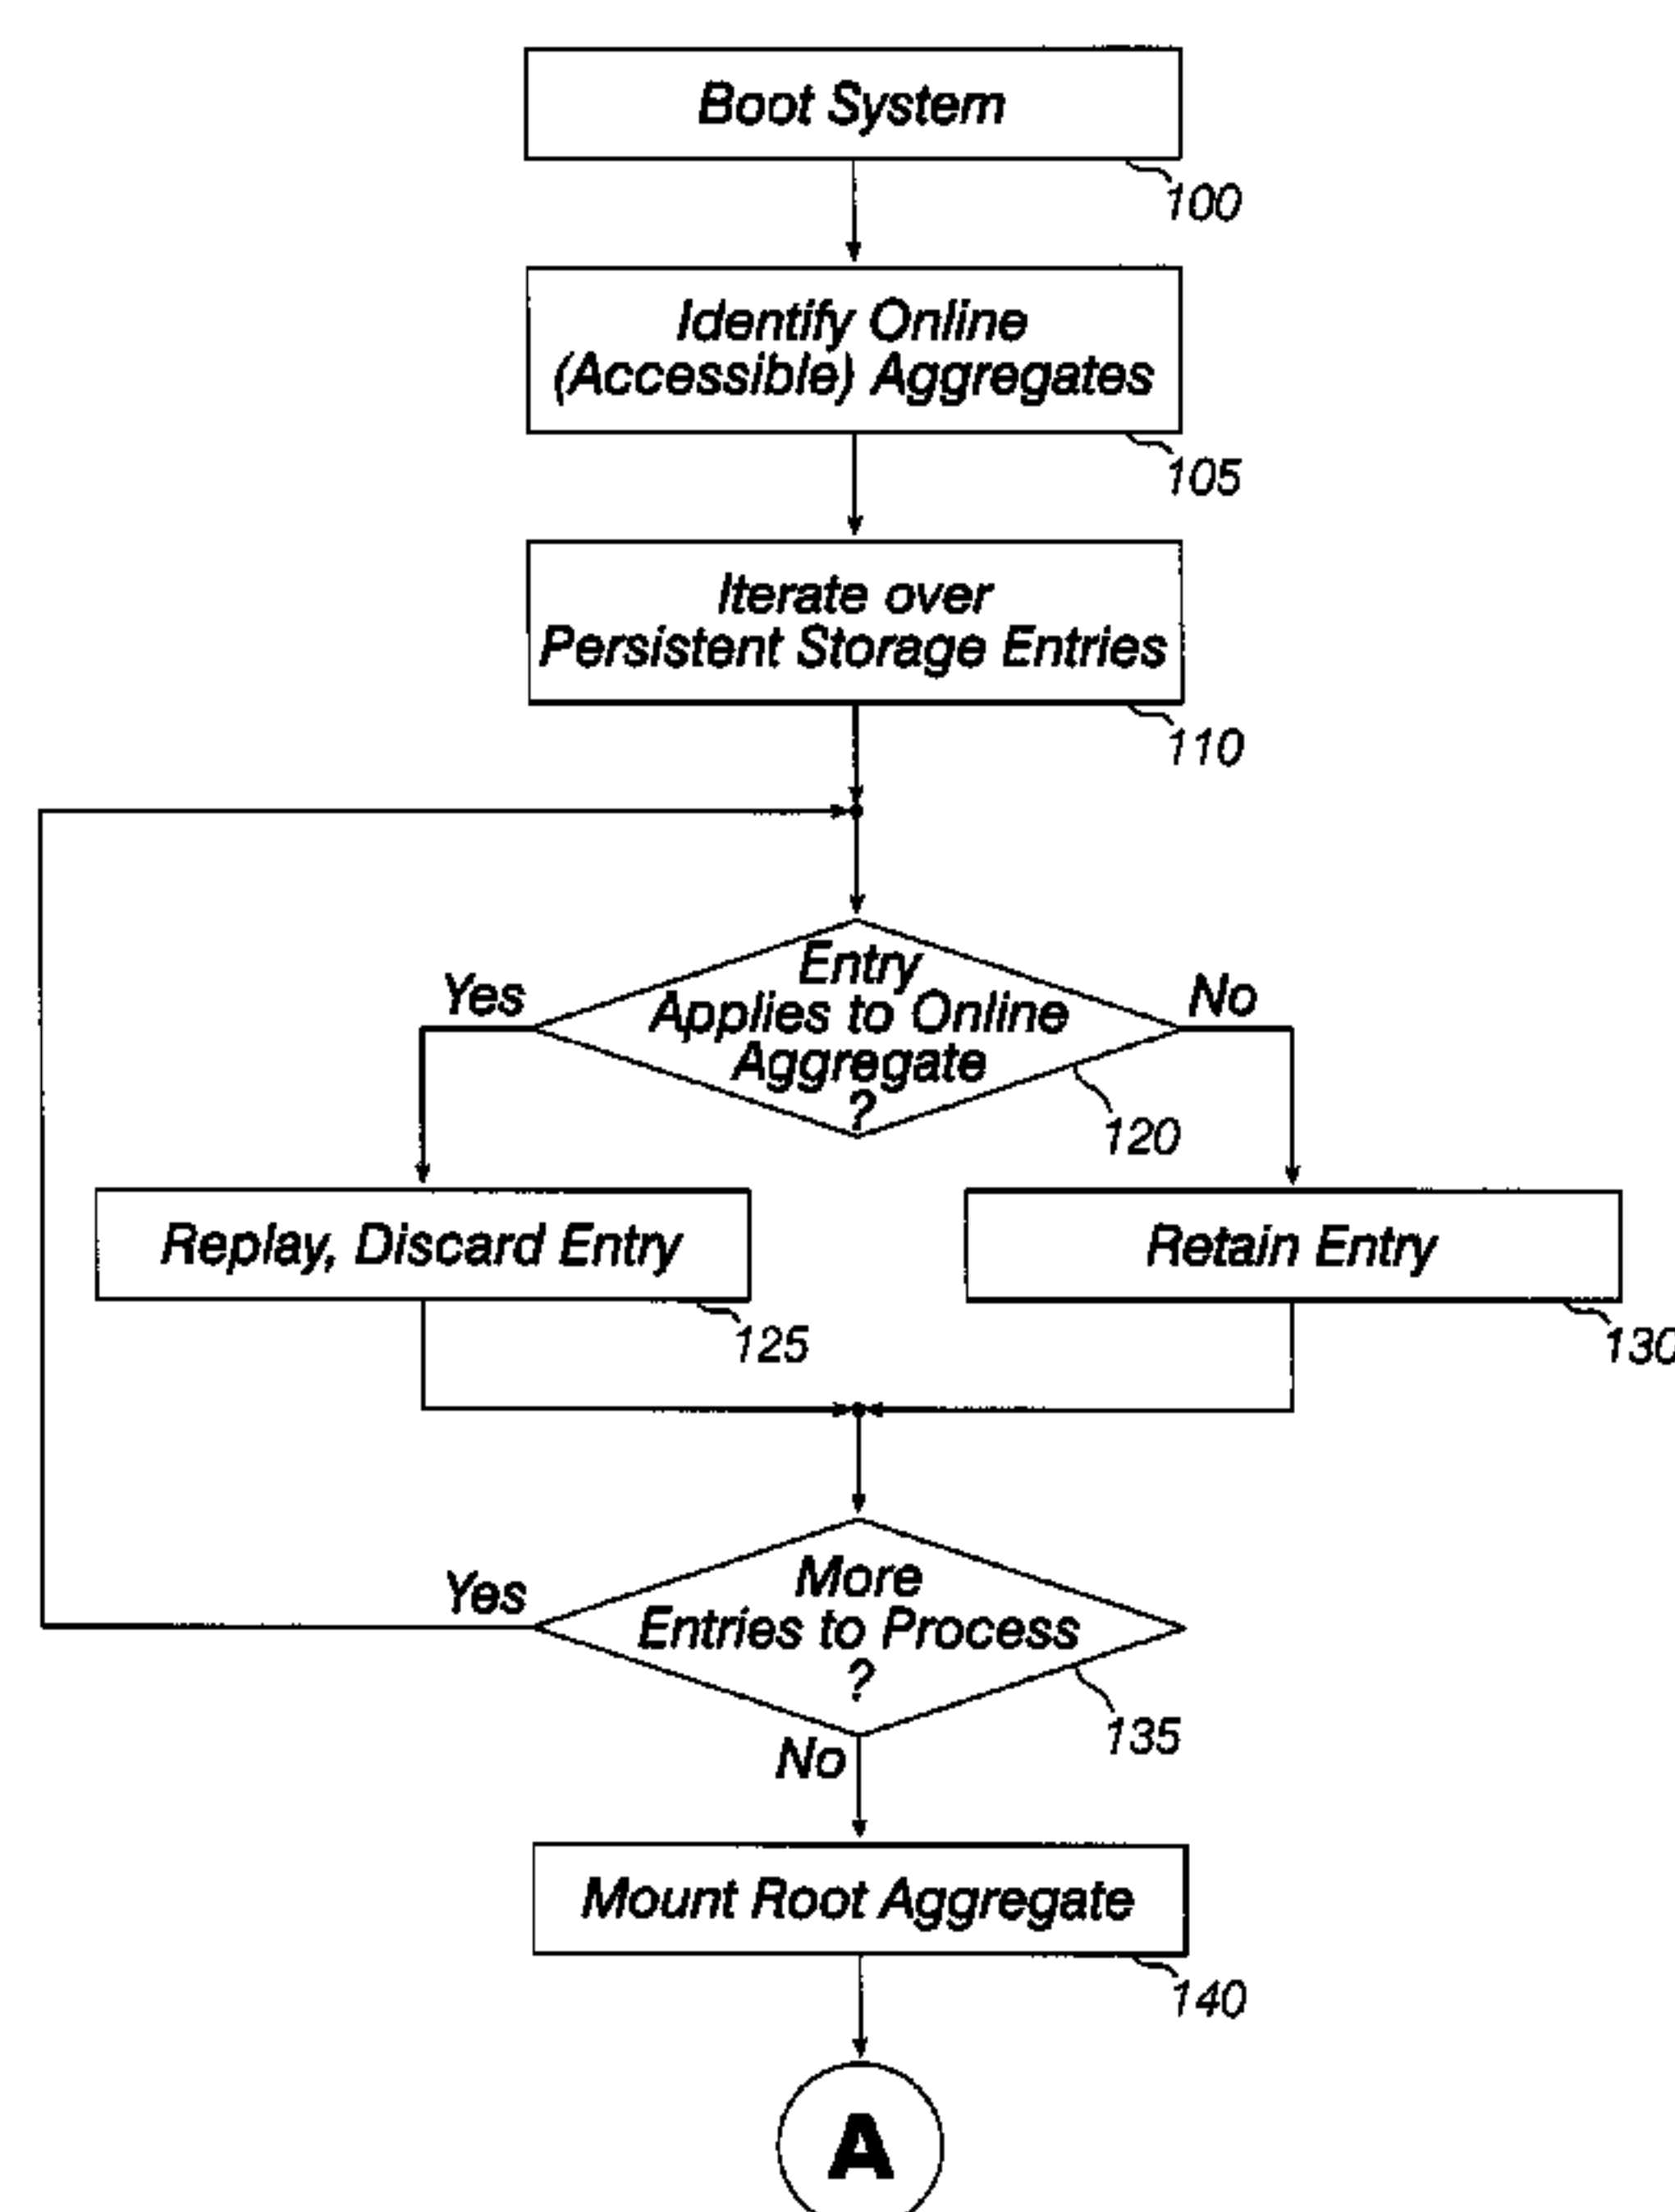 Boot System
100
Identify Online
(Accessible) Aggregates
105
Iterate over
Persistent Storage Entries
110
Entry
Applies to Online
Aggregate
?
Yes
No
120
Replay, Discard Entry
125
Retain Entry
130
More
Entries to Process
?
Yes
135
No
Mount Root Aggregate
140
A